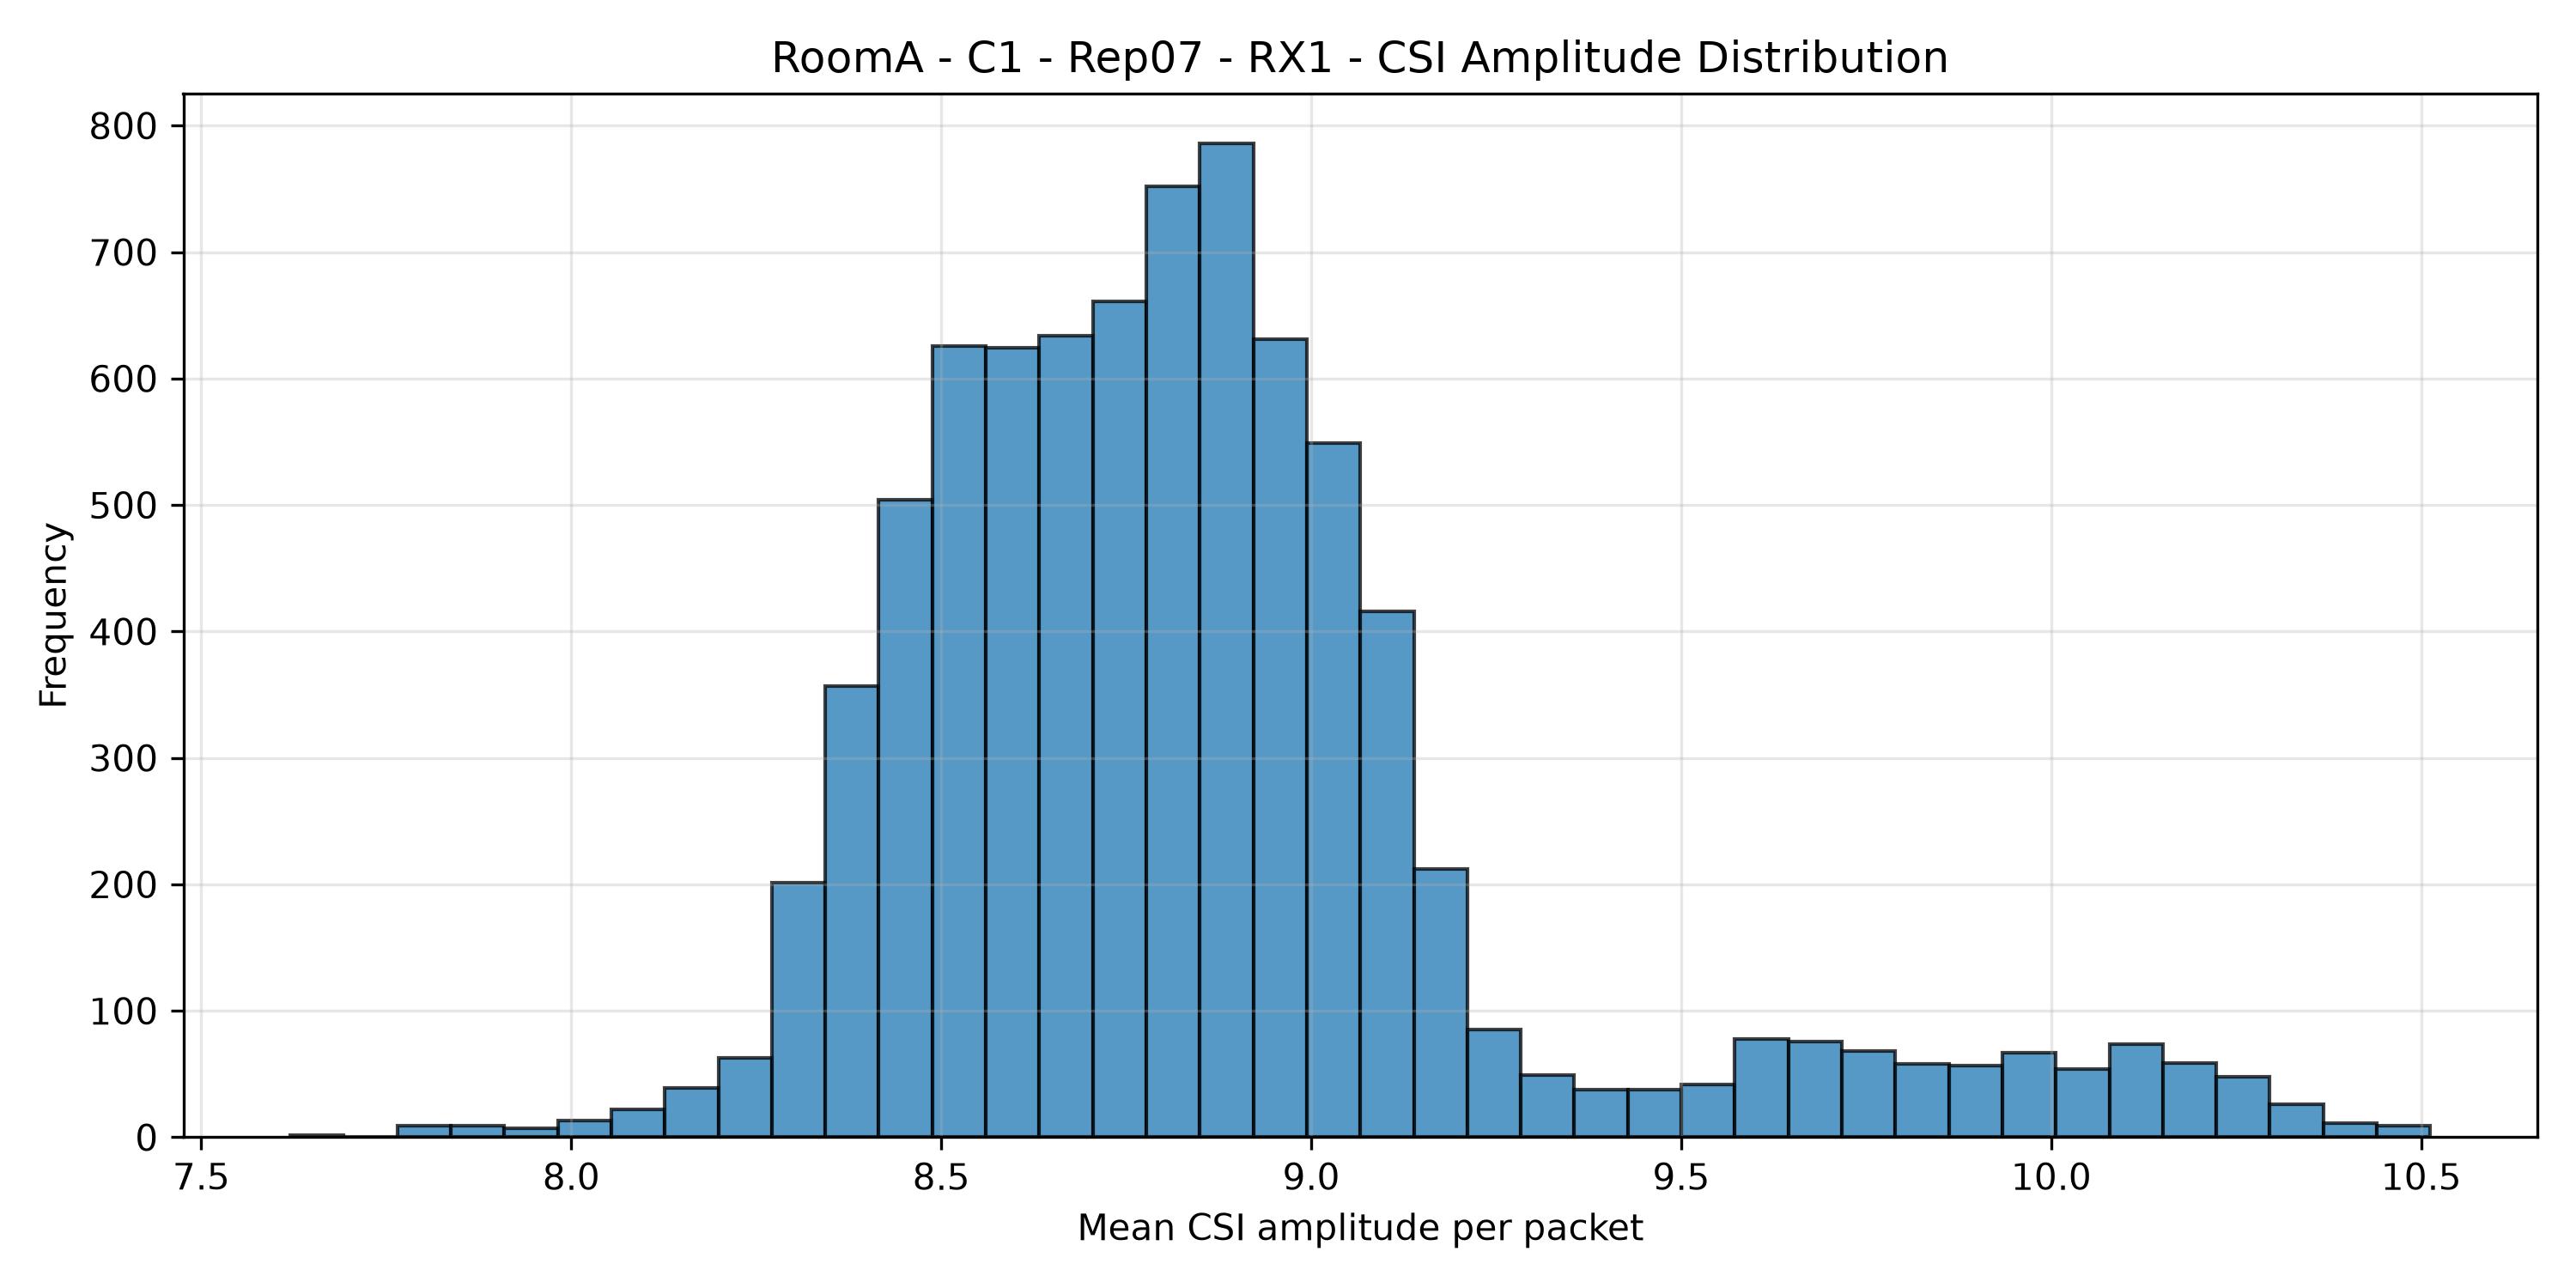 RoomA - C1 - Rep07 - RX1 - CSI Amplitude Distribution
800
700
600
500
400
300
200
100
0
Frequency
7.5 8.0 8.5 9.0 9.5 10.0 10.5
Mean CSI amplitude per packet